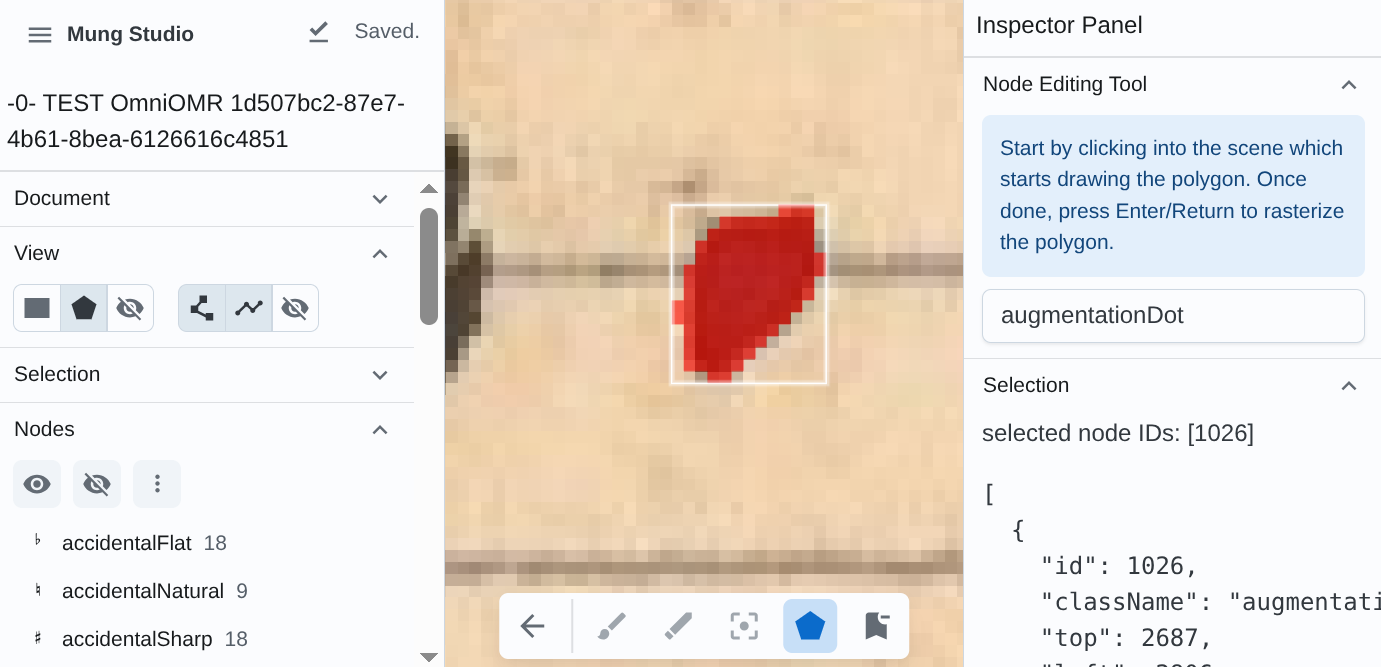 Mung Studio
Saved.
-0- TEST OmniOMR 1d507bc2-87e7-
4b61-8bea-6126616c4851
Document
View
Selection
Nodes
accidentalFlat 18
accidentalNatural 9
accidentalSharp 18
Inspector Panel
Node Editing Tool
Start by clicking into the scene which
starts drawing the polygon. Once
done, press Enter/Return to rasterize
the polygon.
augmentationDot
Selection
selected node IDs: [1026]
[
{
"id": 1026,
"className": "augmentati
"top": 2687,